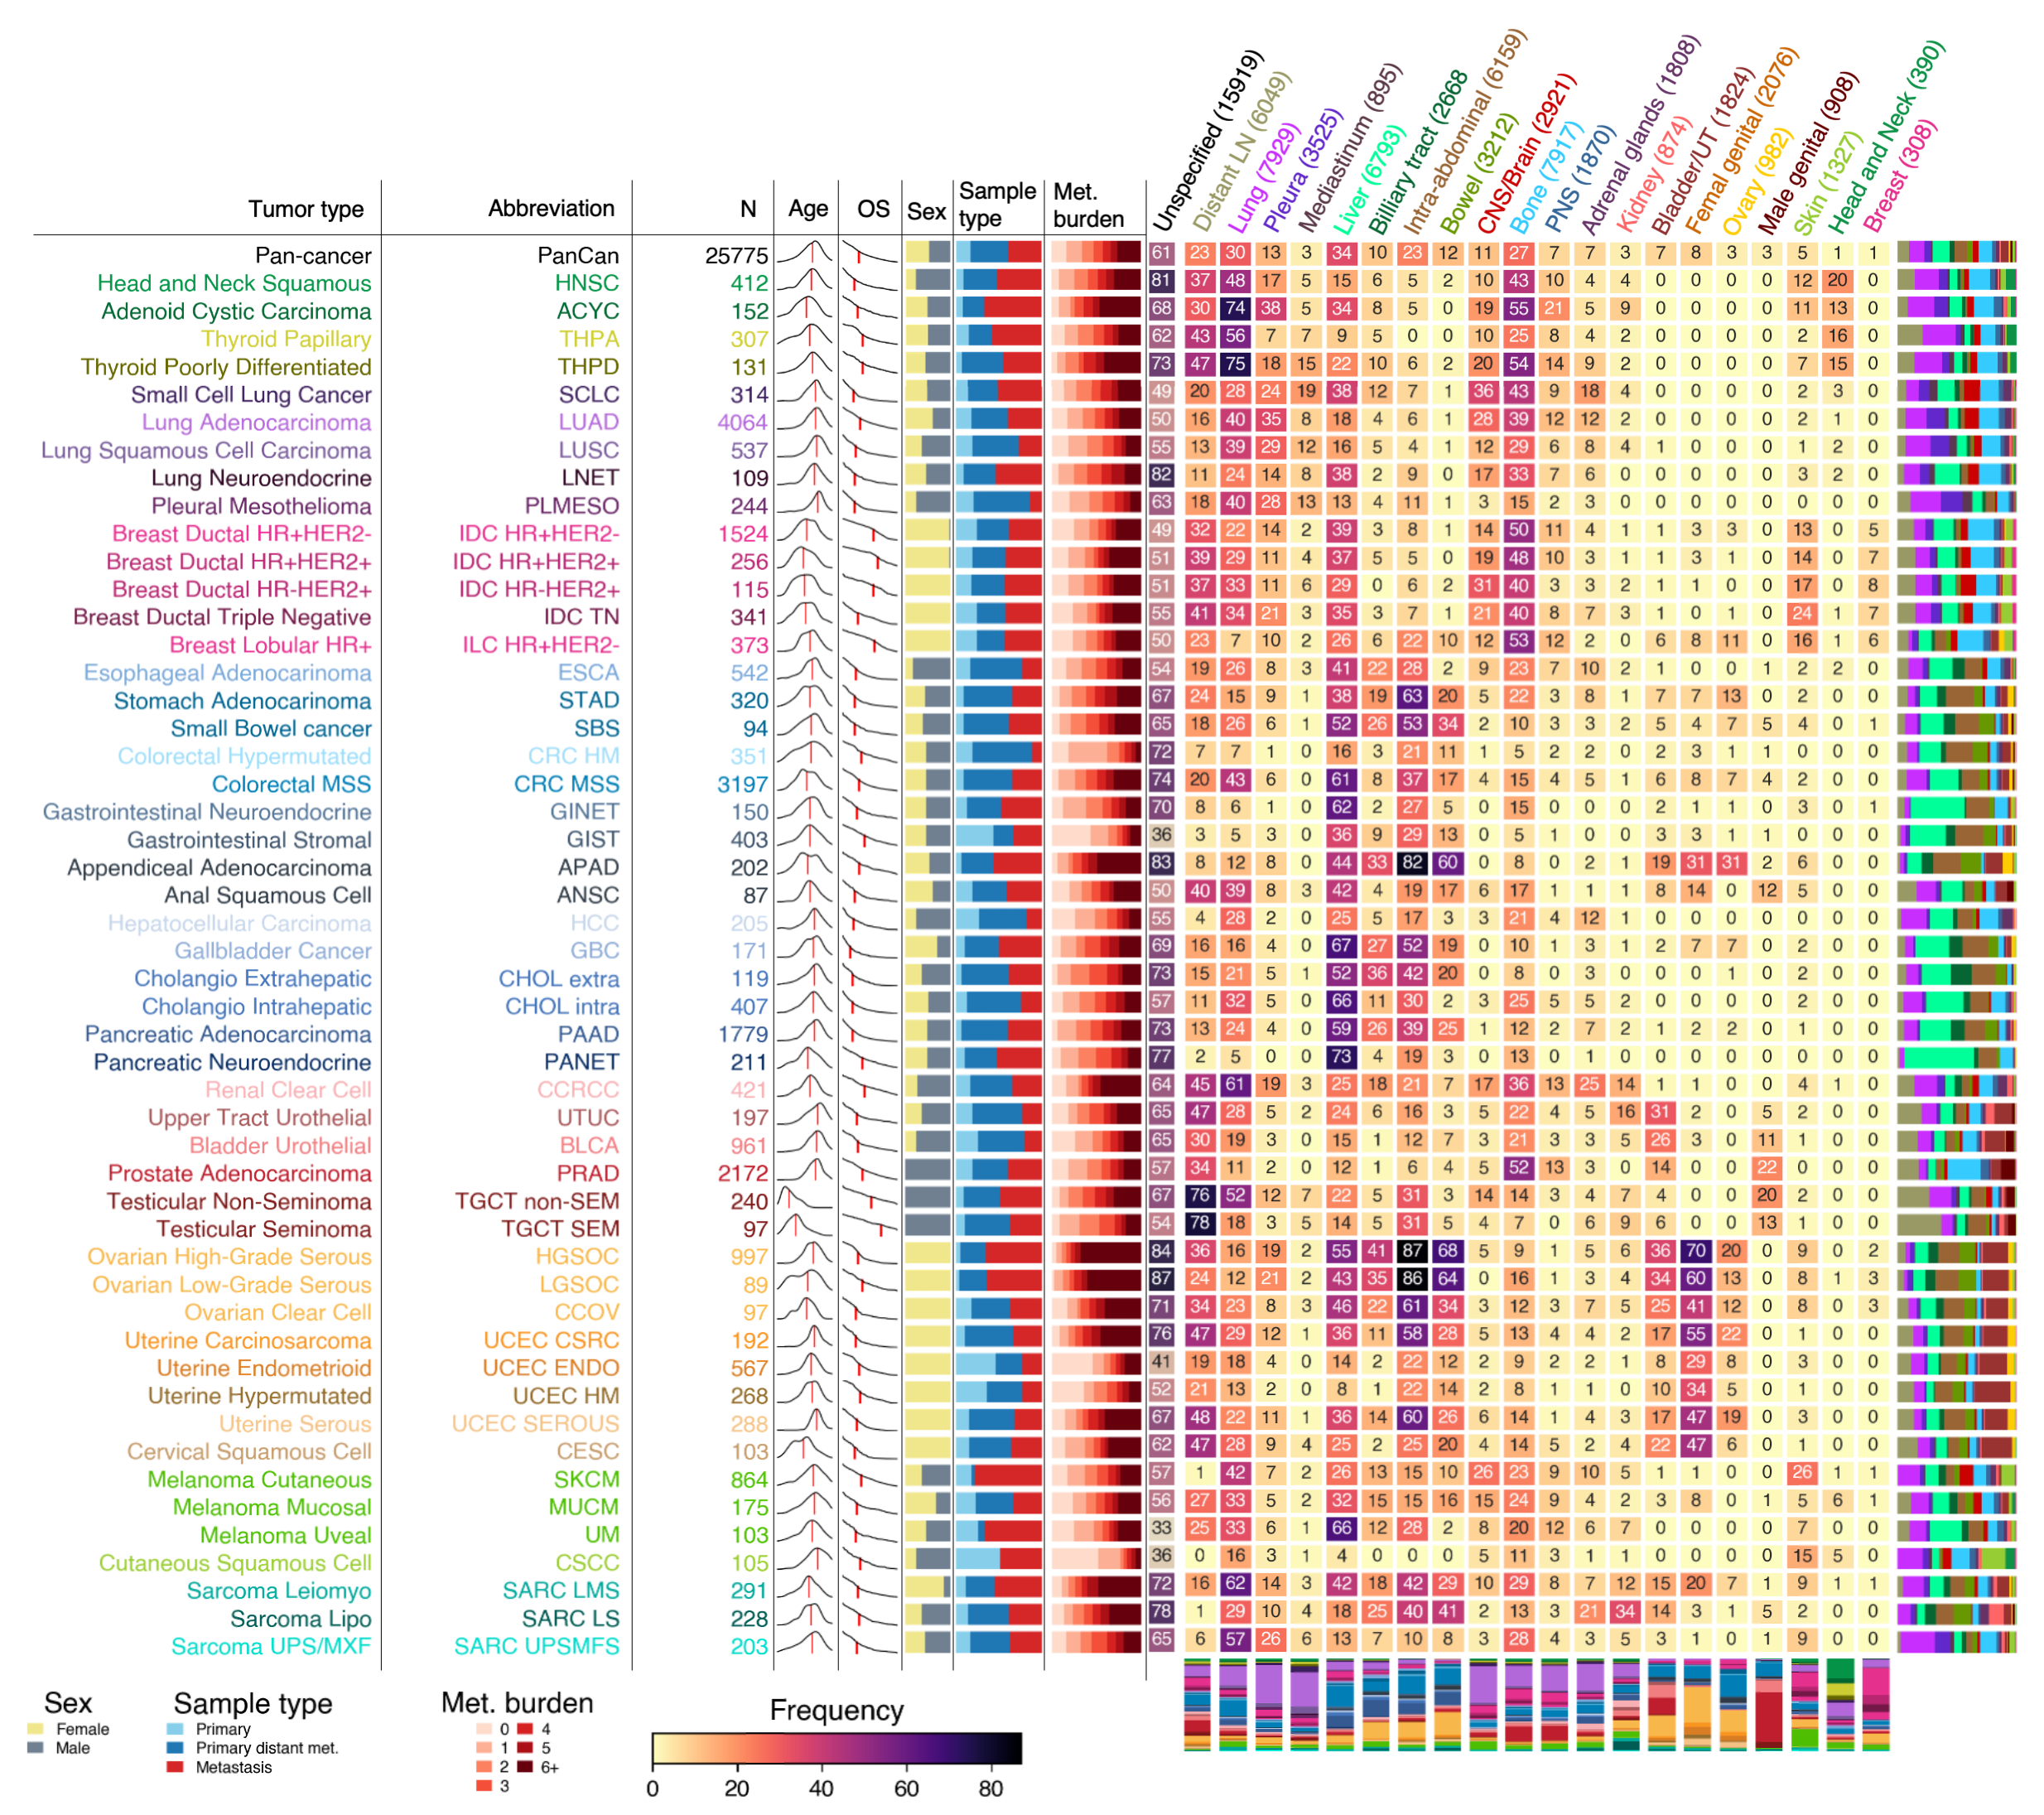 Unspecified (15919)
Distant LN (6049)
Lung (7929)
Pleura (3525)
Mediastinum (895)
Liver (6793)
Billiary tract (2668
Intra-abdominal (6159)
Bowel (3212)
CNS/Brain (2921)
Bone (7917)
PNS (1870)
Adrenal glands (1808)
Kidney (874)
Bladder/UT (1824)
Femal genital (2076)
Ovary (982)
Male genital (908)
Skin (1327)
Head and Neck (390)
Breast (308)
Tumor type Abbreviation N Age OS Sex Sample type Met. burden
Pan-cancer PanCan 25775 61 23 30 13 3 34 10 23 12 11 27 7 7 3 7 8 3 3 5 1 1
Head and Neck Squamous HNSC 412 81 37 48 17 5 15 6 5 2 10 43 10 4 4 0 0 0 0 12 20 0
Adenoid Cystic Carcinoma ACYC 152 68 30 74 38 5 34 8 5 0 19 55 21 5 9 0 0 0 0 11 13 0
Thyroid Papillary THPA 307 62 43 56 7 7 9 5 0 0 10 25 8 4 2 0 0 0 0 2 16 0
Thyroid Poorly Differentiated THPD 131 73 47 75 18 15 22 10 6 2 20 54 14 9 2 0 0 0 0 7 15 0
Small Cell Lung Cancer SCLC 314 49 20 28 24 19 38 12 7 1 36 43 9 18 4 0 0 0 0 2 3 0
Lung Adenocarcinoma LUAD 4064 50 16 40 35 8 18 4 6 1 28 39 12 12 2 0 0 0 0 2 1 0
Lung Squamous Cell Carcinoma LUSC 537 55 13 39 29 12 16 5 4 1 12 29 6 8 4 1 0 0 0 1 2 0
Lung Neuroendocrine LNET 109 82 11 24 14 8 38 2 9 0 17 33 7 6 0 0 0 0 0 3 2 0
Pleural Mesothelioma PLMESO 244 63 18 40 28 13 13 4 11 1 3 15 2 3 0 0 0 0 0 0 0 0
Breast Ductal HR+HER2- IDC HR+HER2- 1524 49 32 22 14 2 39 3 8 1 14 50 11 4 1 1 3 3 0 13 0 5
Breast Ductal HR+HER2+ IDC HR+HER2+ 256 51 39 29 11 4 37 5 5 0 19 48 10 3 1 1 3 1 0 14 0 7
Breast Ductal HR-HER2+ IDC HR-HER2+ 115 51 37 33 11 6 29 0 6 2 31 40 3 3 2 1 1 0 0 17 0 8
Breast Ductal Triple Negative IDC TN 341 55 41 34 21 3 35 3 7 1 21 40 8 7 3 1 0 1 0 24 1 7
Breast Lobular HR+ ILC HR+HER2- 373 50 23 7 10 2 26 6 22 10 12 53 12 2 0 6 8 11 0 16 1 6
Esophageal Adenocarcinoma ESCA 542 54 19 26 8 3 41 22 28 2 9 23 7 10 2 1 0 0 1 2 2 0
Stomach Adenocarcinoma STAD 320 67 24 15 9 1 38 19 63 20 5 22 3 8 1 7 7 13 0 2 0 0
Small Bowel cancer SBS 94 65 18 26 6 1 52 26 53 34 2 10 3 3 2 5 4 7 5 4 0 1
Colorectal Hypermutated CRC HM 351 72 7 7 1 0 16 3 21 11 1 5 2 2 0 2 3 1 1 0 0 0
Colorectal MSS CRC MSS 3197 74 20 43 6 0 61 8 37 17 4 15 4 5 1 6 8 7 4 2 0 0
Gastrointestinal Neuroendocrine GINET 150 70 8 6 1 0 62 2 27 5 0 15 0 0 0 2 1 1 0 3 0 1
Gastrointestinal Stromal GIST 403 36 3 5 3 0 36 9 29 13 0 5 1 0 0 3 3 1 1 0 0 0
Appendiceal Adenocarcinoma APAD 202 83 8 12 8 0 44 33 82 60 0 8 0 2 1 19 31 31 2 6 0 0
Anal Squamous Cell ANSC 87 50 40 39 8 3 42 4 19 17 6 17 1 1 1 8 14 0 12 5 0 0
Hepatocellular Carcinoma HCC 205 55 4 28 2 0 25 5 17 3 3 21 4 12 1 0 0 0 0 0 0 0
Gallbladder Cancer GBC 171 69 16 16 4 0 67 27 52 19 0 10 1 3 1 2 7 7 0 2 0 0
Cholangio Extrahepatic CHOL extra 119 73 15 21 5 1 52 36 42 20 0 8 0 3 0 0 0 1 0 2 0 0
Cholangio Intrahepatic CHOL intra 407 57 11 32 5 0 66 11 30 2 3 25 5 5 2 0 0 0 0 2 0 0
Pancreatic Adenocarcinoma PAAD 1779 73 13 24 4 0 59 26 39 25 1 12 2 7 2 1 2 2 0 1 0 0
Pancreatic Neuroendocrine PANET 211 77 2 5 0 0 73 4 19 3 0 13 0 1 0 0 0 0 0 0 0 0
Renal Clear Cell CCRCC 421 64 45 61 19 3 25 18 21 7 17 36 13 25 14 1 1 0 0 4 1 0
Upper Tract Urothelial UTUC 197 65 47 28 5 2 24 6 16 3 5 22 4 5 16 31 2 0 5 2 0 0
Bladder Urothelial BLCA 961 65 30 19 3 0 15 1 12 7 3 21 3 3 5 26 3 0 11 1 0 0
Prostate Adenocarcinoma PRAD 2172 57 34 11 2 0 12 1 6 4 5 52 13 3 0 14 0 0 22 0 0 0
Testicular Non-Seminoma TGCT non-SEM 240 67 76 52 12 7 22 5 31 3 14 14 3 4 7 4 0 0 20 2 0 0
Testicular Seminoma TGCT SEM 97 54 78 18 3 5 14 5 31 5 4 7 0 6 9 6 0 0 13 1 0 0
Ovarian High-Grade Serous HGSOC 997 84 36 16 19 2 55 41 87 68 5 9 1 5 6 36 70 20 0 9 0 2
Ovarian Low-Grade Serous LGSOC 89 87 24 12 21 2 43 35 86 64 0 16 1 3 4 34 60 13 0 8 1 3
Ovarian Clear Cell CCOV 97 71 34 23 8 3 46 22 61 34 3 12 3 7 5 25 41 12 0 8 0 3
Uterine Carcinosarcoma UCEC CSRC 192 76 47 29 12 1 36 11 58 28 5 13 4 4 2 17 55 22 0 1 0 0
Uterine Endometrioid UCEC ENDO 567 41 19 18 4 0 14 2 22 12 2 9 2 2 1 8 29 8 0 3 0 0
Uterine Hypermutated UCEC HM 268 52 21 13 2 0 8 1 22 14 2 8 1 1 0 10 34 5 0 1 0 0
Uterine Serous UCEC SEROUS 288 67 48 22 11 1 36 14 60 26 6 14 1 4 3 17 47 19 0 3 0 0
Cervical Squamous Cell CESC 103 62 47 28 9 4 25 2 25 20 4 14 5 2 4 22 47 6 0 1 0 0
Melanoma Cutaneous SKCM 864 57 1 42 7 2 26 13 15 10 26 23 9 10 5 1 1 0 0 26 1 1
Melanoma Mucosal MUCM 175 56 27 33 5 2 32 15 15 16 15 24 9 4 2 3 8 0 1 5 6 1
Melanoma Uveal UM 103 33 25 33 6 1 66 12 28 2 8 20 12 6 7 0 0 0 0 7 0 0
Cutaneous Squamous Cell CSCC 105 36 0 16 3 1 4 0 0 0 5 11 3 1 1 0 0 0 0 15 5 0
Sarcoma Leiomyo SARC LMS 291 72 16 62 14 3 42 18 42 29 10 29 8 7 12 15 20 7 1 9 1 1
Sarcoma Lipo SARC LS 228 78 1 29 10 4 18 25 40 41 2 13 3 21 34 14 3 1 5 2 0 0
Sarcoma UPS/MXF SARC UPSMFS 203 65 6 57 26 6 13 7 10 8 3 28 4 3 5 3 1 0 1 9 0 0
Sex
Female
Male
Sample type
Primary
Primary distant met.
Metastasis
Met. burden
0 4
1 5
2 6+
3
Frequency
0 20 40 60 80